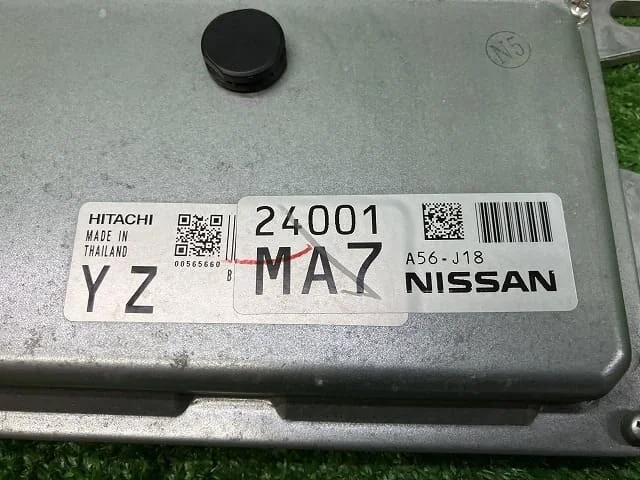 N5
HITACHI
MADE IN
THAILAND
00565660
YZ
B
24001
MA7
A56-J18
NISSAN